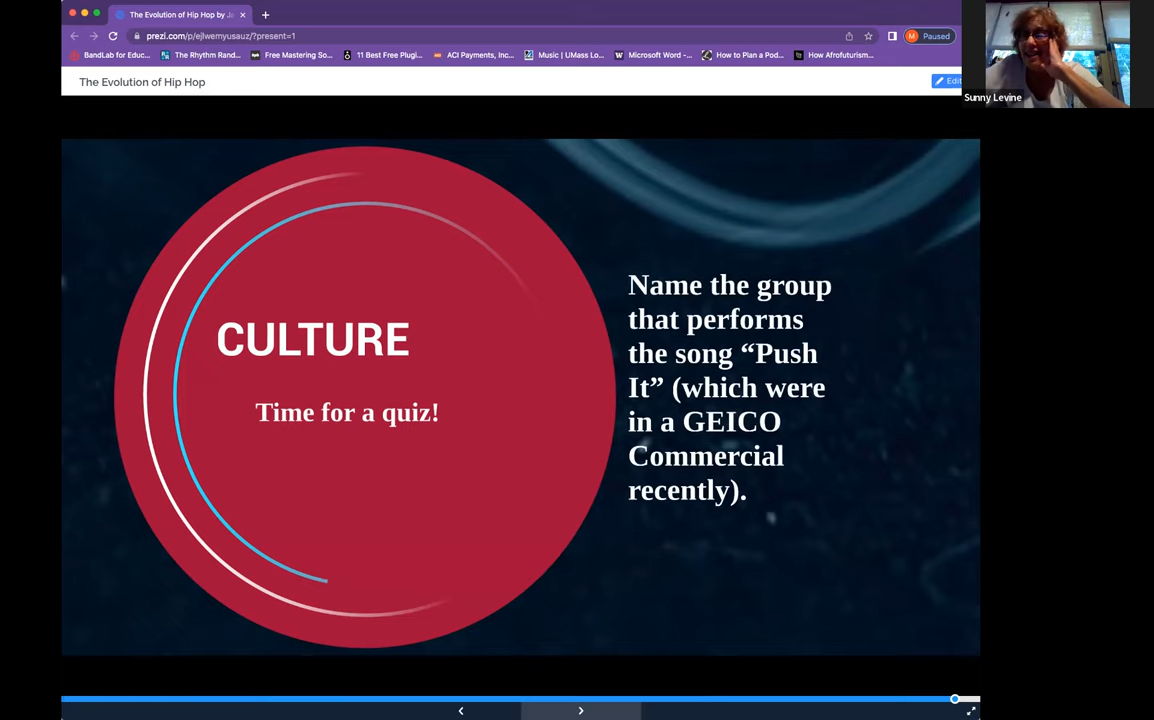 The Evolution of Hip Hop by Ja
prezi.com/p/ejlwemyusauz/?present=1
M Paused
BandLab for Educ...
The Rhythm Rand...
Free Mastering So...
11 Best Free Plugi...
ACI Payments, Inc...
Music | UMass Lo...
Microsoft Word -...
How to Plan a Pod...
How Afrofuturism...
The Evolution of Hip Hop
Edit
Sunny Levine
CULTURE
Time for a quiz!
Name the group
that performs
the song “Push
It” (which were
in a GEICO
Commercial
recently).